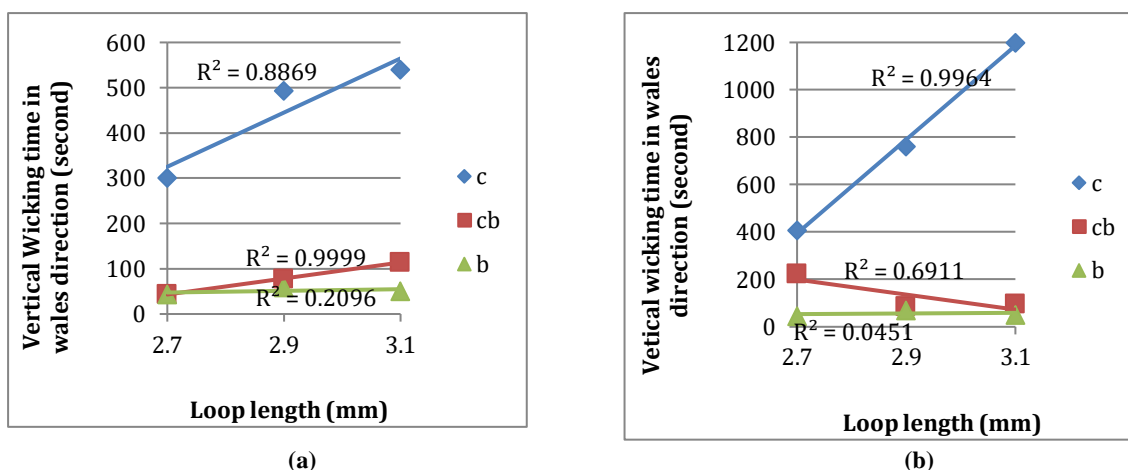 Vertical Wicking time in
wales direction (second)
600
500
400
300
200
100
0
R² = 0.8869
R² = 0.9999
R² = 0.2096
2.7
2.9
3.1
Loop length (mm)
c
cb
b
(a)
Vetical wicking time in wales
direction (second)
1200
1000
800
600
400
200
0
R² = 0.9964
R² = 0.6911
R² = 0.0451
2.7
2.9
3.1
Loop length (mm)
c
cb
b
(b)